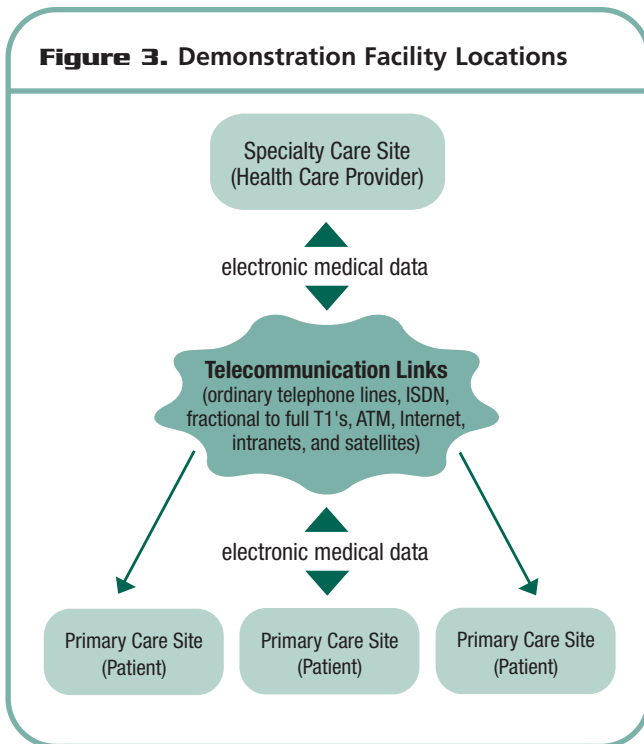 Figure 3. Demonstration Facility Locations
Specialty Care Site
(Health Care Provider)
electronic medical data
Telecommunication Links
(ordinary telephone lines, ISDN,
fractional to full T1's, ATM, Internet,
intranets, and satellites)
electronic medical data
Primary Care Site
(Patient)
Primary Care Site
(Patient)
Primary Care Site
(Patient)